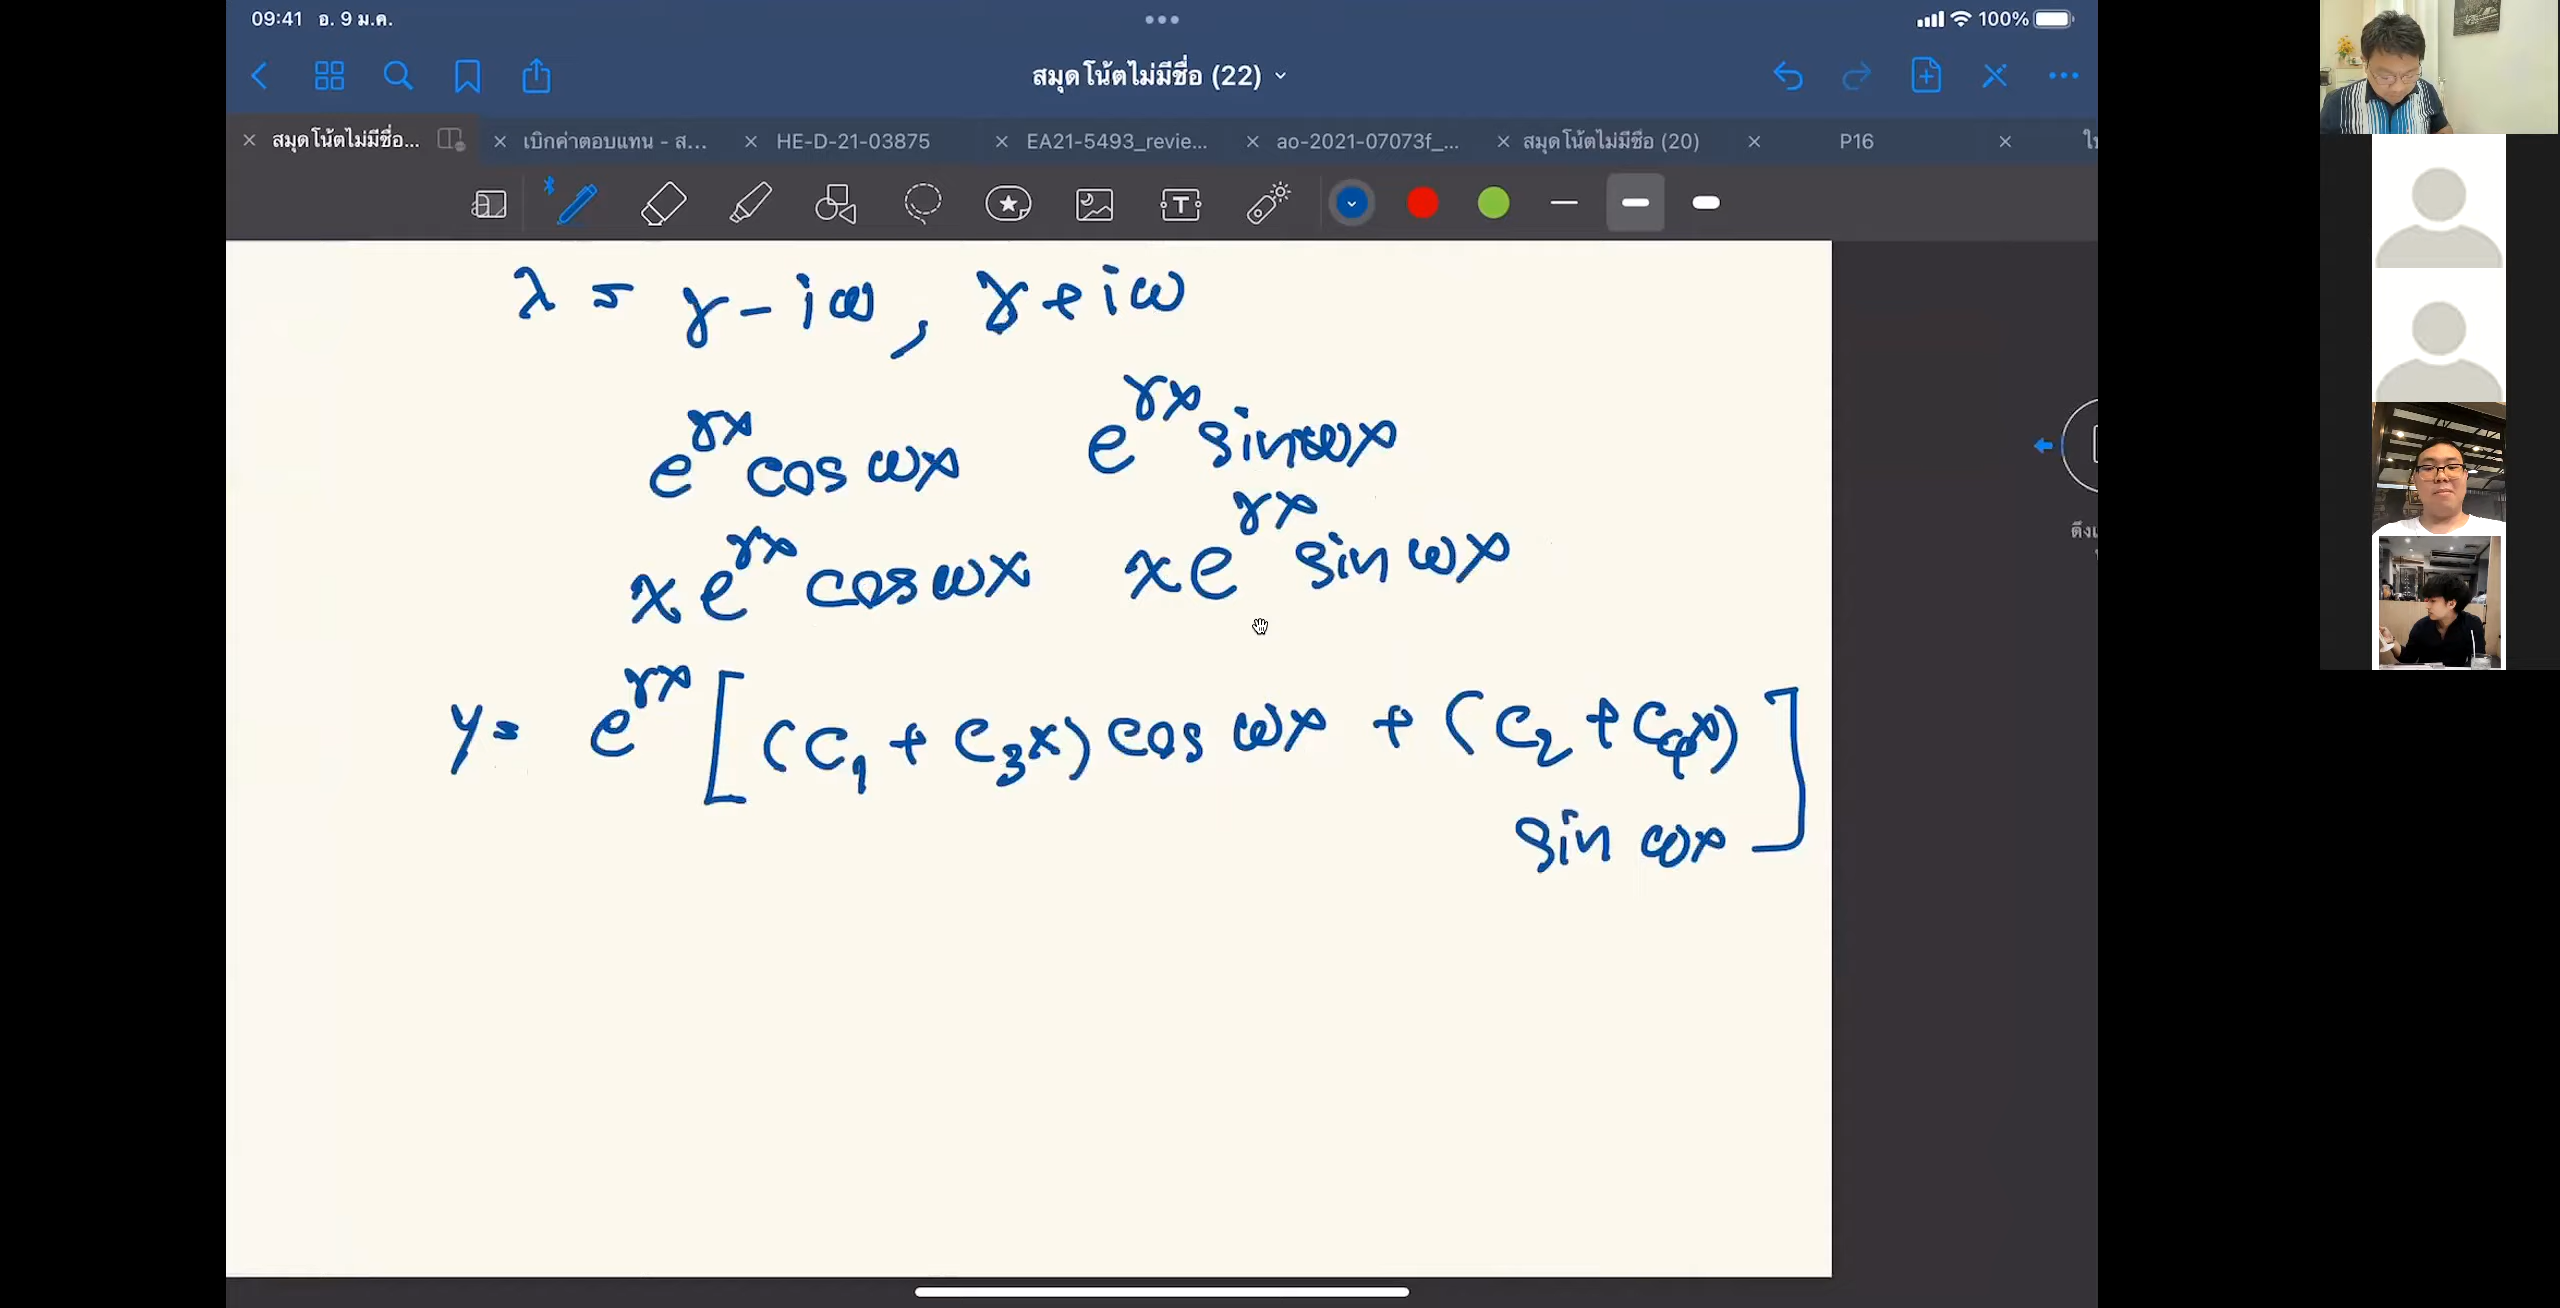 09:41 อ. 9 ม.ค. 100%
สมุดโน้ตไม่มีชื่อ (22)
สมุดโน้ตไม่มีชื่อ... เบิกค่าตอบแทน - ส... HE-D-21-03875 EA21-5493_revie... ao-2021-07073f_... สมุดโน้ตไม่มีชื่อ (20) P16
λ = γ - iω, γ + iω
e^γx cos ωx e^γx sin ωx
x e^γx cos ωx x e^γx sin ωx
y = e^γx [(C₁ + C₃x) cos ωx + (C₂ + C₄x)
sin ωx]